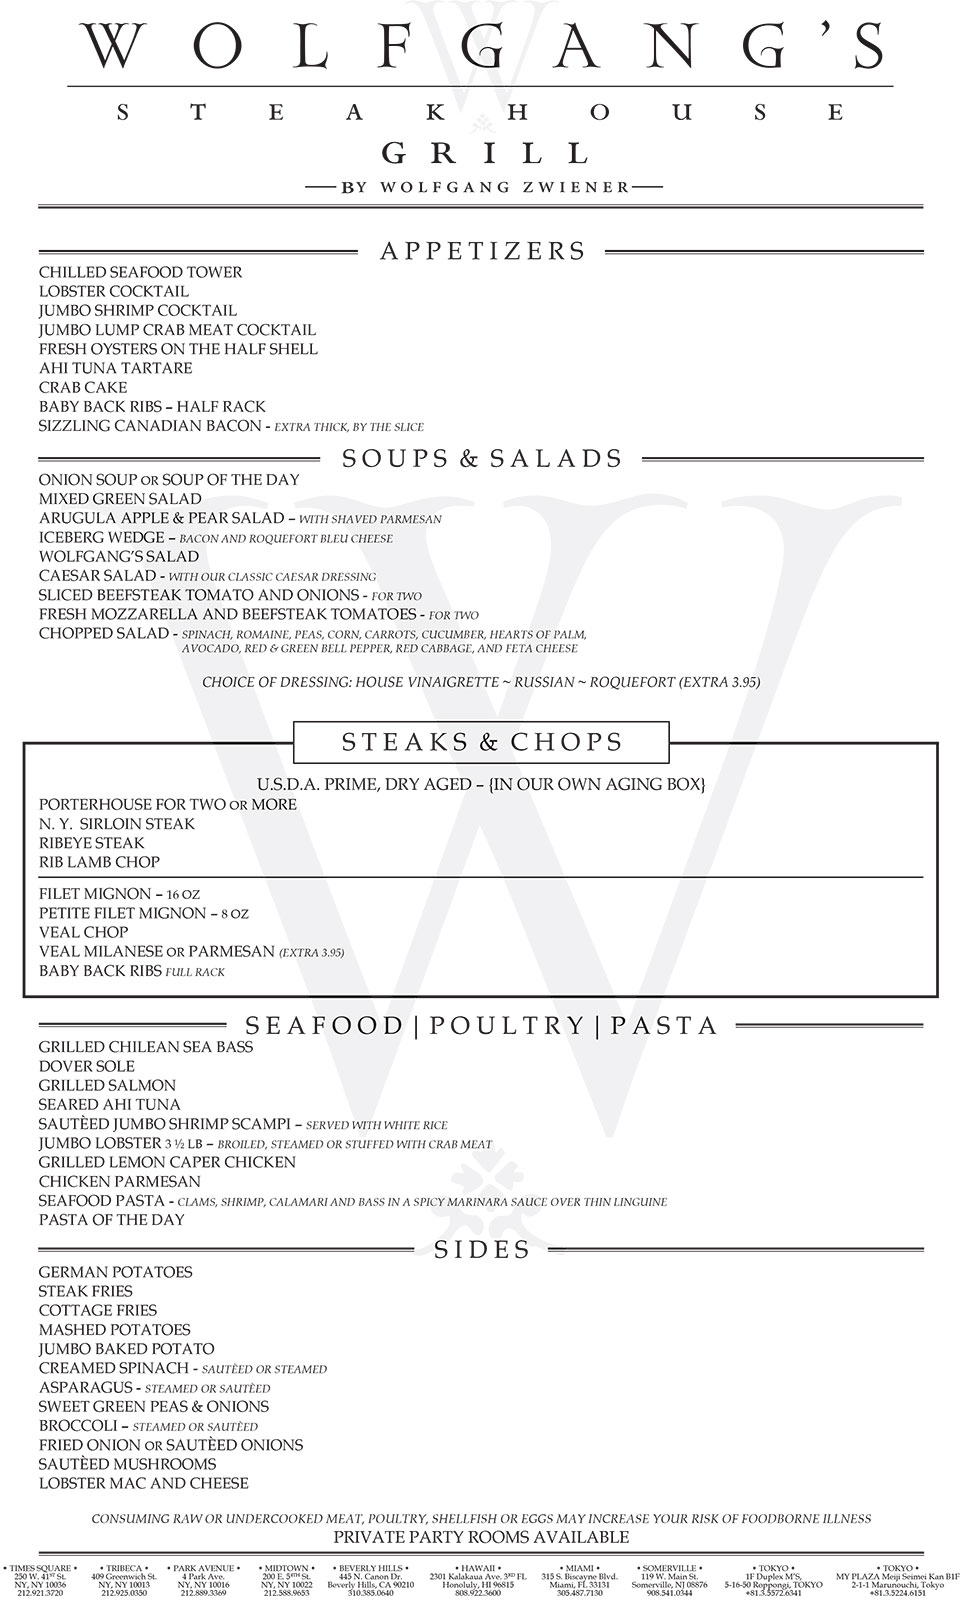 WOLFGANG'S
STEAKHOUSE
GRILL
BY WOLFGANG ZWIENER
APPETIZERS
CHILLED SEAFOOD TOWER
LOBSTER COCKTAIL
JUMBO SHRIMP COCKTAIL
JUMBO LUMP CRAB MEAT COCKTAIL
FRESH OYSTERS ON THE HALF SHELL
AHI TUNA TARTARE
CRAB CAKE
BABY BACK RIBS – HALF RACK
SIZZLING CANADIAN BACON - EXTRA THICK, BY THE SLICE
SOUPS & SALADS
ONION SOUP OR SOUP OF THE DAY
MIXED GREEN SALAD
ARUGULA APPLE & PEAR SALAD – WITH SHAVED PARMESAN
ICEBERG WEDGE – BACON AND ROQUEFORT BLEU CHEESE
WOLFGANG'S SALAD
CAESAR SALAD - WITH OUR CLASSIC CAESAR DRESSING
SLICED BEEFSTEAK TOMATO AND ONIONS - FOR TWO
FRESH MOZZARELLA AND BEEFSTEAK TOMATOES - FOR TWO
CHOPPED SALAD - SPINACH, ROMAINE, PEAS, CORN, CARROTS, CUCUMBER, HEARTS OF PALM,
AVOCADO, RED & GREEN BELL PEPPER, RED CABBAGE, AND FETA CHEESE
CHOICE OF DRESSING: HOUSE VINAIGRETTE ~ RUSSIAN ~ ROQUEFORT (EXTRA 3.95)
STEAKS & CHOPS
U.S.D.A. PRIME, DRY AGED – {IN OUR OWN AGING BOX}
PORTERHOUSE FOR TWO OR MORE
N. Y. SIRLOIN STEAK
RIBEYE STEAK
RIB LAMB CHOP
FILET MIGNON – 16 OZ
PETITE FILET MIGNON – 8 OZ
VEAL CHOP
VEAL MILANESE OR PARMESAN (EXTRA 3.95)
BABY BACK RIBS FULL RACK
SEAFOOD | POULTRY | PASTA
GRILLED CHILEAN SEA BASS
DOVER SOLE
GRILLED SALMON
SEARED AHI TUNA
SAUTÈED JUMBO SHRIMP SCAMPI – SERVED WITH WHITE RICE
JUMBO LOBSTER 3 ½ LB – BROILED, STEAMED OR STUFFED WITH CRAB MEAT
GRILLED LEMON CAPER CHICKEN
CHICKEN PARMESAN
SEAFOOD PASTA - CLAMS, SHRIMP, CALAMARI AND BASS IN A SPICY MARINARA SAUCE OVER THIN LINGUINE
PASTA OF THE DAY
SIDES
GERMAN POTATOES
STEAK FRIES
COTTAGE FRIES
MASHED POTATOES
JUMBO BAKED POTATO
CREAMED SPINACH - SAUTÈED OR STEAMED
ASPARAGUS - STEAMED OR SAUTÈED
SWEET GREEN PEAS & ONIONS
BROCCOLI – STEAMED OR SAUTÈED
FRIED ONION OR SAUTÈED ONIONS
SAUTÈED MUSHROOMS
LOBSTER MAC AND CHEESE
CONSUMING RAW OR UNDERCOOKED MEAT, POULTRY, SHELLFISH OR EGGS MAY INCREASE YOUR RISK OF FOODBORNE ILLNESS
PRIVATE PARTY ROOMS AVAILABLE
• TIMES SQUARE •
250 W. 41ST St.
NY, NY 10036
212.921.3720
• TRIBECA •
409 Greenwich St.
NY, NY 10013
212.925.0350
• PARK AVENUE •
4 Park Ave.
NY, NY 10016
212.889.3369
• MIDTOWN •
200 E. 5TH St.
NY, NY 10022
212.588.9653
• BEVERLY HILLS •
445 N. Canon Dr.
Beverly Hills, CA 90210
310.385.0640
• HAWAII •
2301 Kalakaua Ave. 3RD FL
Honoluly, HI 96815
808.922.3600
• MIAMI •
315 S. Biscayne Blvd.
Miami, FL 33131
305.487.7130
• SOMERVILLE •
119 W. Main St.
Somerville, NJ 08876
908.541.0344
• TOKYO •
1F Duplex M'S,
5-16-50 Roppongi, TOKYO
+81.3.5572.6341
• TOKYO •
MY PLAZA Meiji Seimei Kan B1F
2-1-1 Marunouchi, Tokyo
+81.3.5224.6151